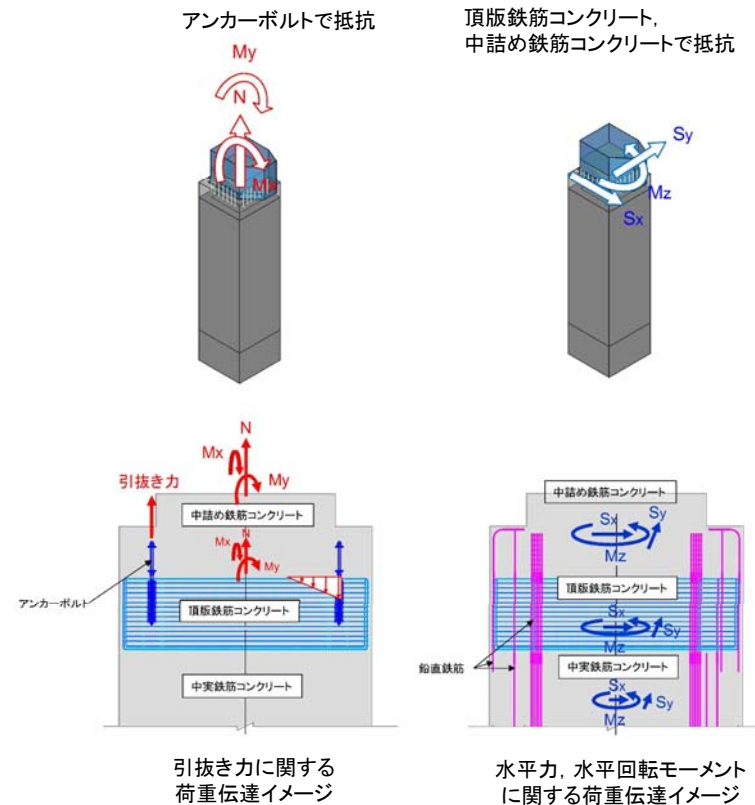 アンカーボルトで抵抗
頂版鉄筋コンクリート,
中詰め鉄筋コンクリートで抵抗
My
N
Mx
Sy
Mz
Sx
N
Mx
My
引抜き力
中詰め鉄筋コンクリート
N
Mx
My
アンカーボルト
頂版鉄筋コンクリート
中実鉄筋コンクリート
引抜き力に関する
荷重伝達イメージ
中詰め鉄筋コンクリート
Sx
Sy
Mz
頂版鉄筋コンクリート
Sx
Sy
Mz
鉛直鉄筋
中実鉄筋コンクリート
Sx
Sy
Mz
水平力, 水平回転モーメント
に関する荷重伝達イメージ